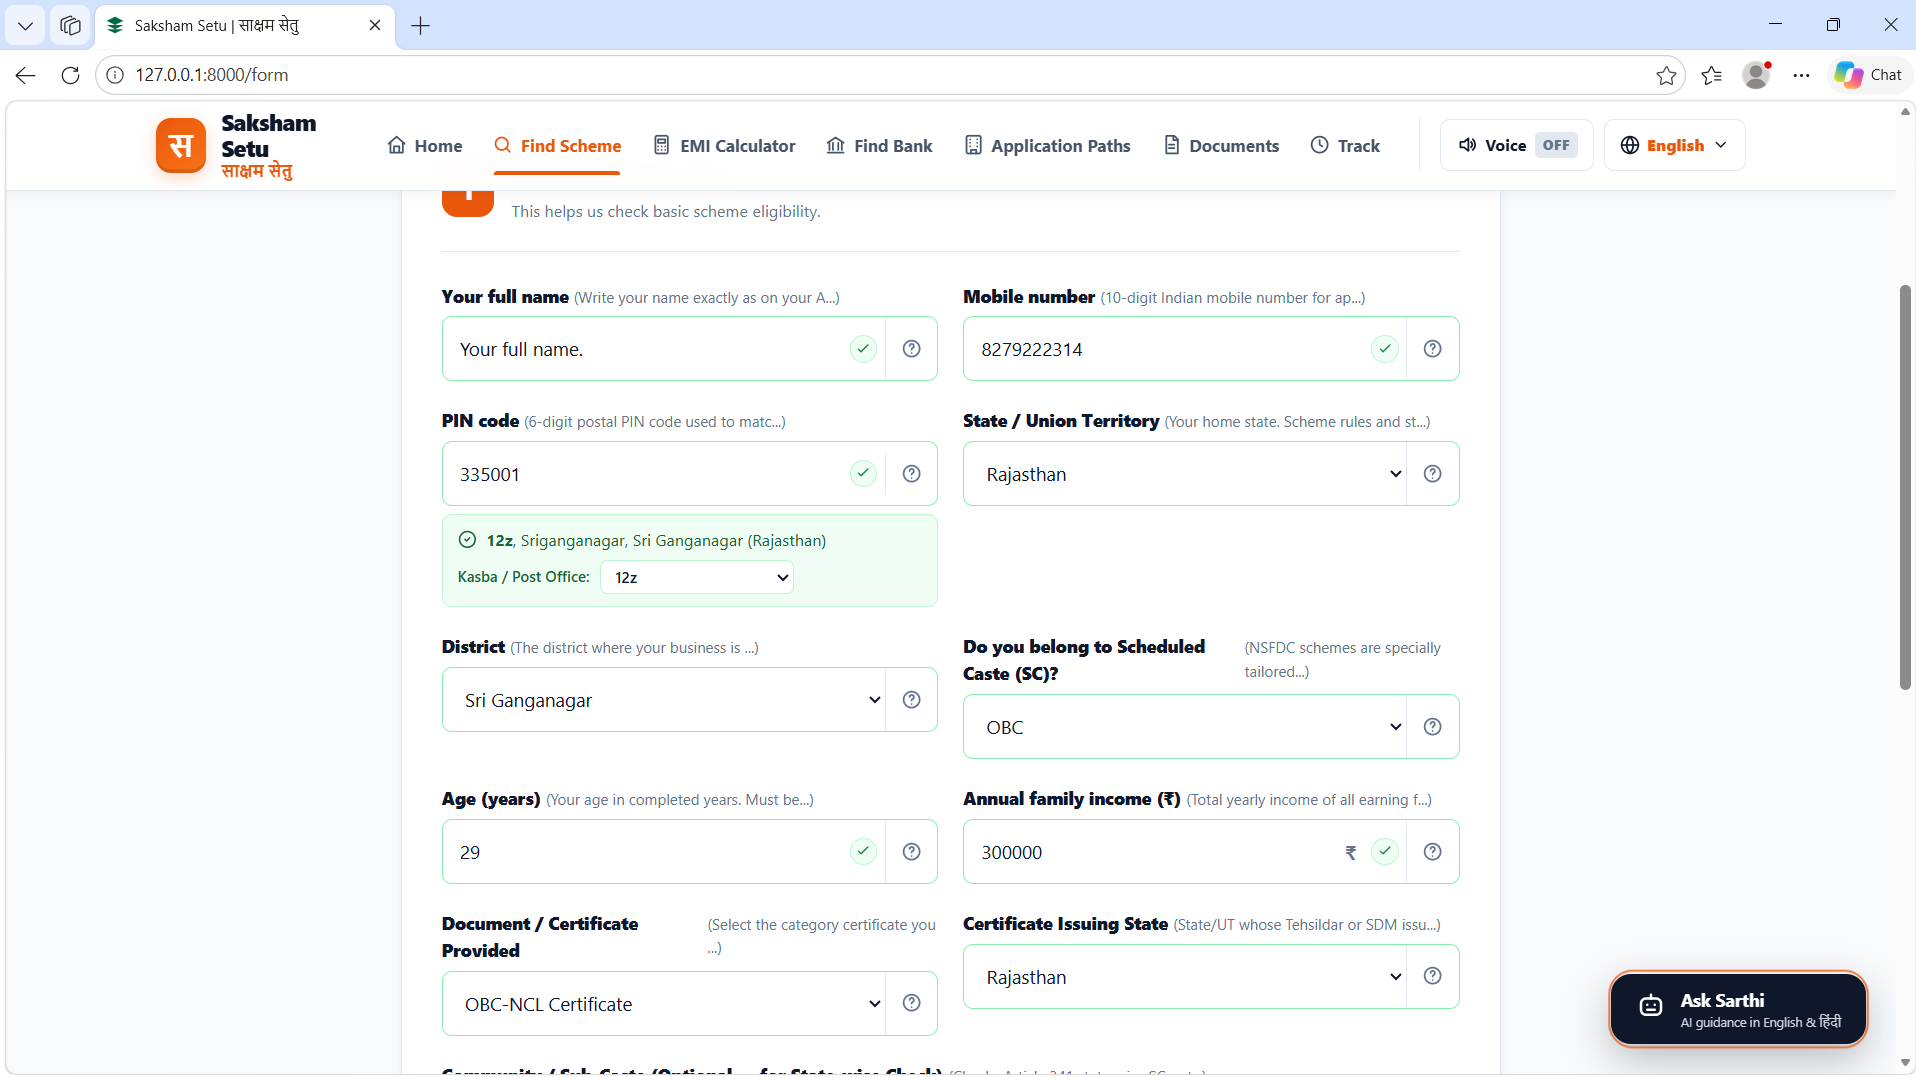 Saksham Setu | साक्षम सेतु
127.0.0.1:8000/form
Chat
स
Saksham
Setu
साक्षम सेतु
Home
Find Scheme
EMI Calculator
Find Bank
Application Paths
Documents
Track
Voice OFF
English
This helps us check basic scheme eligibility.
Your full name (Write your name exactly as on your A...)
Your full name.
Mobile number (10-digit Indian mobile number for ap...)
8279222314
PIN code (6-digit postal PIN code used to matc...)
335001
State / Union Territory (Your home state. Scheme rules and st...)
Rajasthan
12z, Sriganganagar, Sri Ganganagar (Rajasthan)
Kasba / Post Office: 12z
District (The district where your business is ...)
Sri Ganganagar
Do you belong to Scheduled Caste (SC)?
(NSFDC schemes are specially tailored...)
OBC
Age (years) (Your age in completed years. Must be...)
29
Annual family income (₹) (Total yearly income of all earning f...)
300000 ₹
Document / Certificate Provided
(Select the category certificate you ...)
OBC-NCL Certificate
Certificate Issuing State (State/UT whose Tehsildar or SDM issu...)
Rajasthan
Ask Sarthi
AI guidance in English & हिंदी